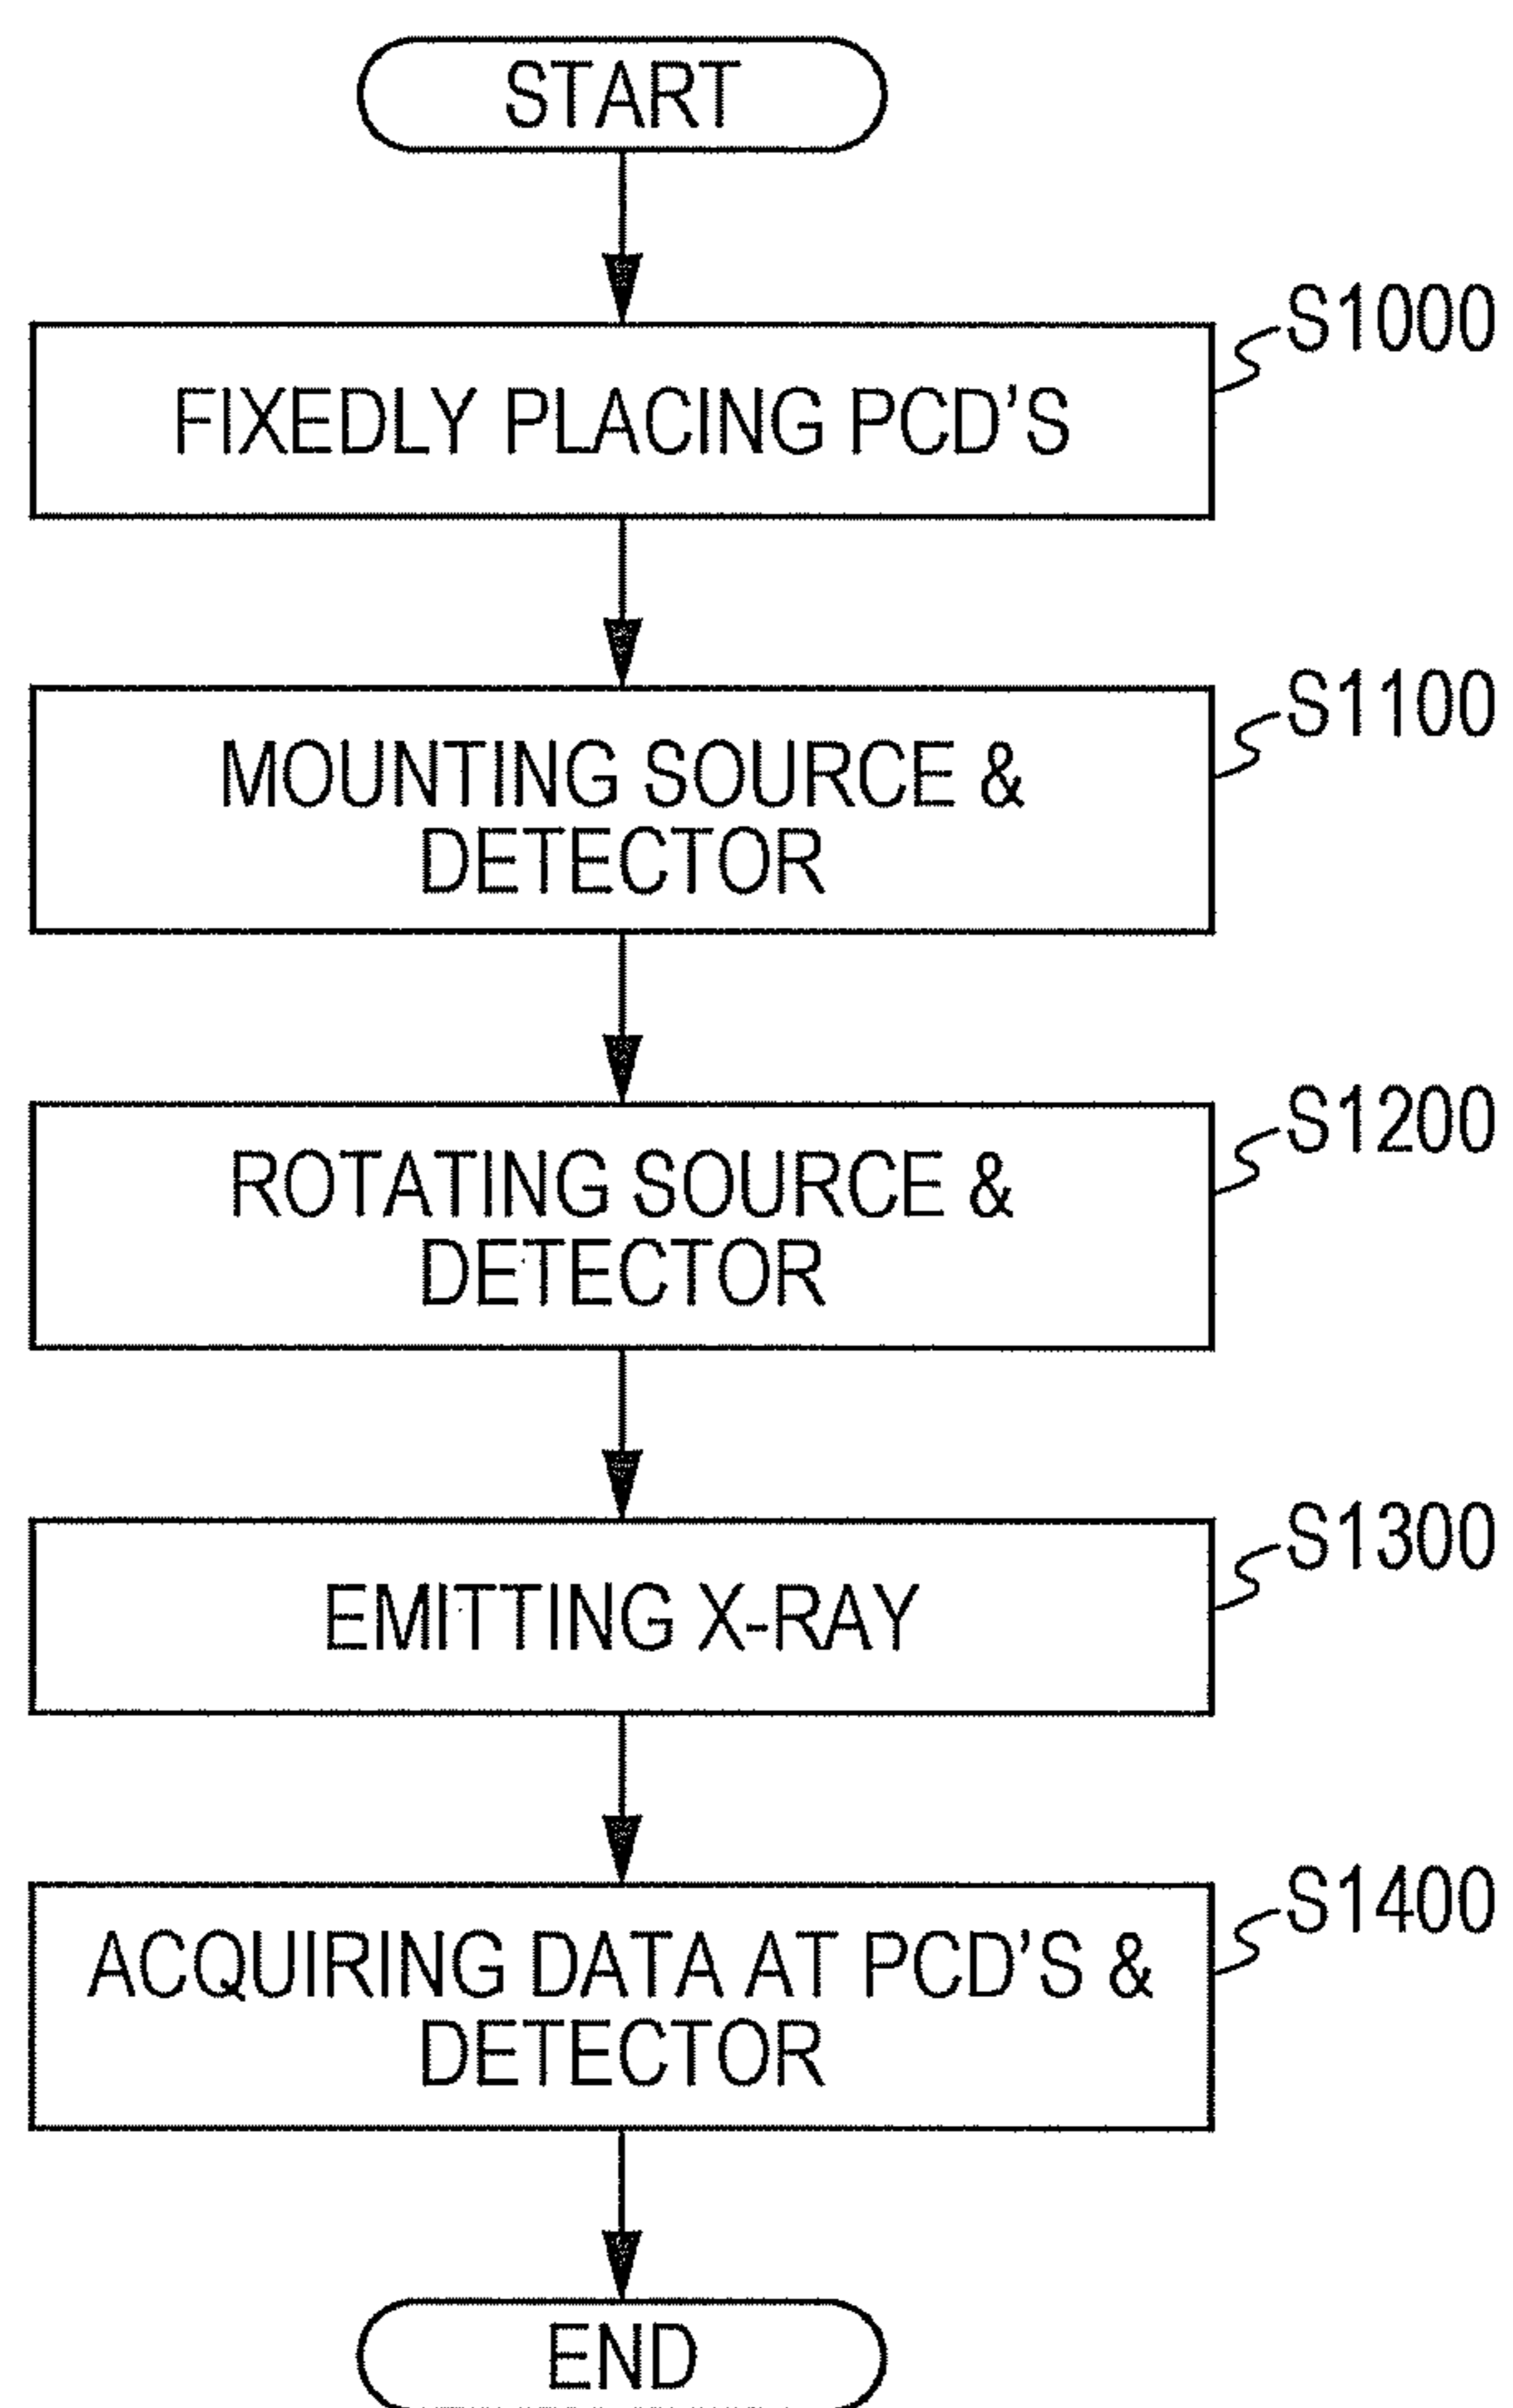 START
S1000
FIXEDLY PLACING PCD'S
S1100
MOUNTING SOURCE &
DETECTOR
S1200
ROTATING SOURCE &
DETECTOR
S1300
EMITTING X-RAY
S1400
ACQUIRING DATA AT PCD'S &
DETECTOR
END